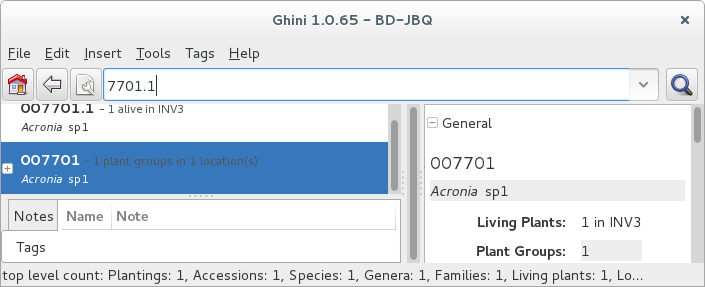 Ghini 1.0.65 – BD-JBQ
File Edit Insert Tools Tags Help
7701.1
007701.1 - 1 alive in INV3
Acronia sp1
007701 - 1 plant groups in 1 location(s)
Acronia sp1
Notes Name Note
Tags
General
007701
Acronia sp1
Living Plants: 1 in INV3
Plant Groups: 1
top level count: Plantings: 1, Accessions: 1, Species: 1, Genera: 1, Families: 1, Living plants: 1, Lo...